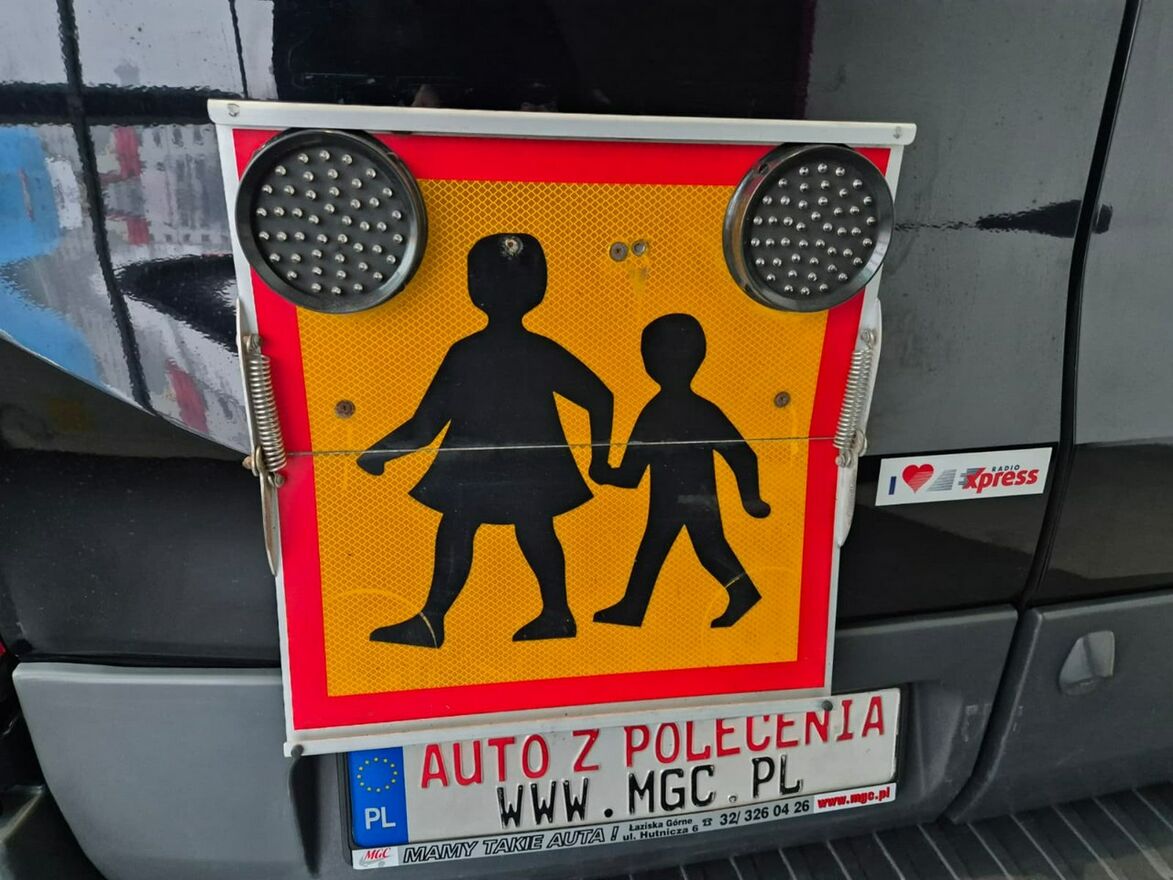 I
RADIO
Xpress
AUTO Z POLECENIA
WWW.MGC.PL
PL
MGC MAMY TAKIE AUTA ! Łaziska Górne ul. Hutnicza 6 ☎ 32/ 326 04 26 www.mgc.pl